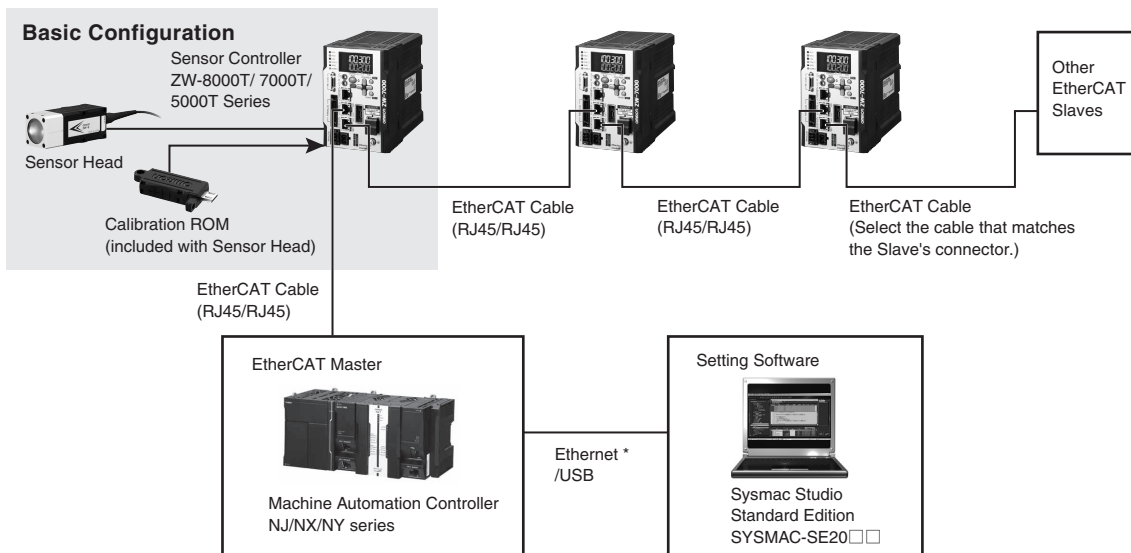 Basic Configuration
Sensor Controller
ZW-8000T/ 7000T/
5000T Series
Sensor Head
Calibration ROM
(included with Sensor Head)
EtherCAT Cable
(RJ45/RJ45)
EtherCAT Cable
(RJ45/RJ45)
EtherCAT Cable
(Select the cable that matches
the Slave's connector.)
Other
EtherCAT
Slaves
EtherCAT Cable
(RJ45/RJ45)
EtherCAT Master
Machine Automation Controller
NJ/NX/NY series
Ethernet *
/USB
Setting Software
Sysmac Studio
Standard Edition
SYSMAC-SE20□□